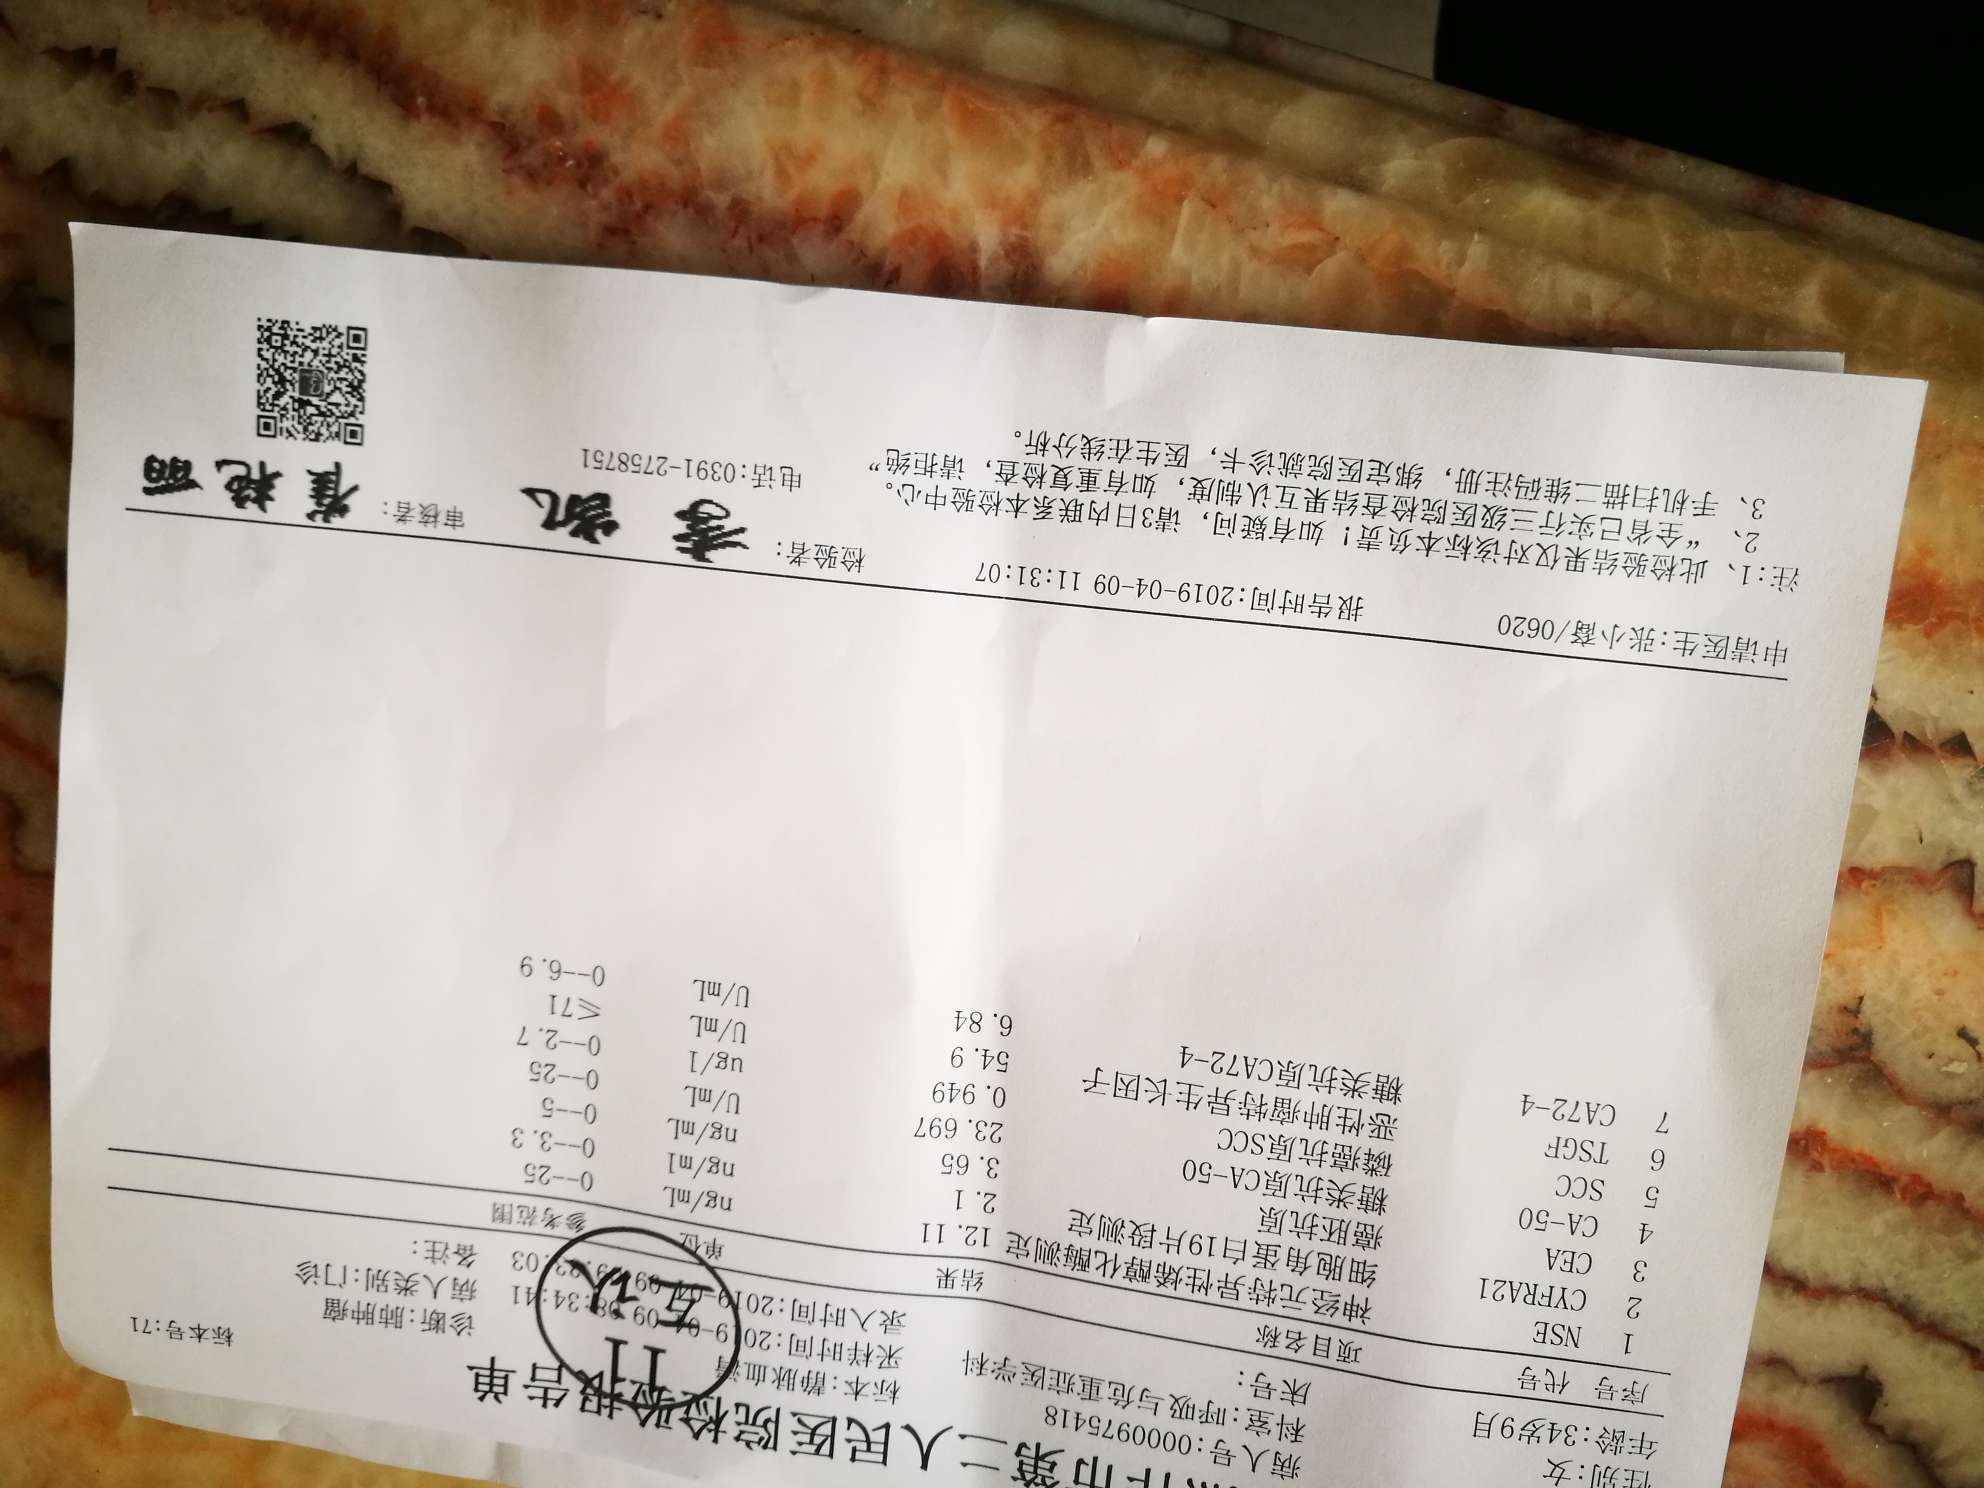 市第二人民医院检验报告单
标本号:71
性别:女
病人号:0000975418
标本:静脉血清
诊断:肺肿瘤
年龄:34岁9月
科室:呼吸与危重症医学科
采样时间:2019-04-09 08:34:41
病人类别:门诊
床号:
录入时间:2019-04-09
备注:
11
互认
序号 代号 项目名称 结果 单位 参考范围
1 NSE 神经元特异性烯醇化酶测定 12.11 ng/mL 0--25
2 CYFRA21 细胞角蛋白19片段测定 2.1 ng/ml 0--3.3
3 CEA 癌胚抗原 3.65 ng/mL 0--5
4 CA-50 糖类抗原CA-50 23.697 U/mL 0--25
5 SCC 磷癌抗原SCC 0.949 ug/l 0--2.7
6 TSGF 恶性肿瘤特异生长因子 54.9 U/mL ≤71
7 CA72-4 糖类抗原CA72-4 6.84 U/mL 0--6.9
申请医生:张小裔/0620 报告时间:2019-04-09 11:31:07 检验者: 李凯 审核者: 崔艳丽
注:1、此检验结果仅对该标本负责!如有疑问,请3日内联系本检验中心。 电话:0391-2758751
2、“全省已实行三级医院检查结果互认制度,如有重复检查,请拒绝”
3、手机扫描二维码注册,绑定医院就诊卡,医生在线分析。